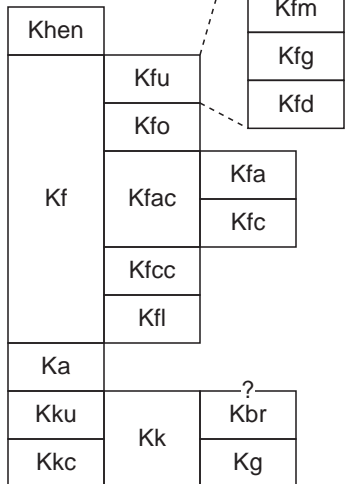 Kfm
Khen
Kfg
Kfu
Kfd
Kfo
Kfa
Kf
Kfac
Kfc
Kfcc
Kfl
Ka
?
Kku
Kbr
Kk
Kkc
Kg